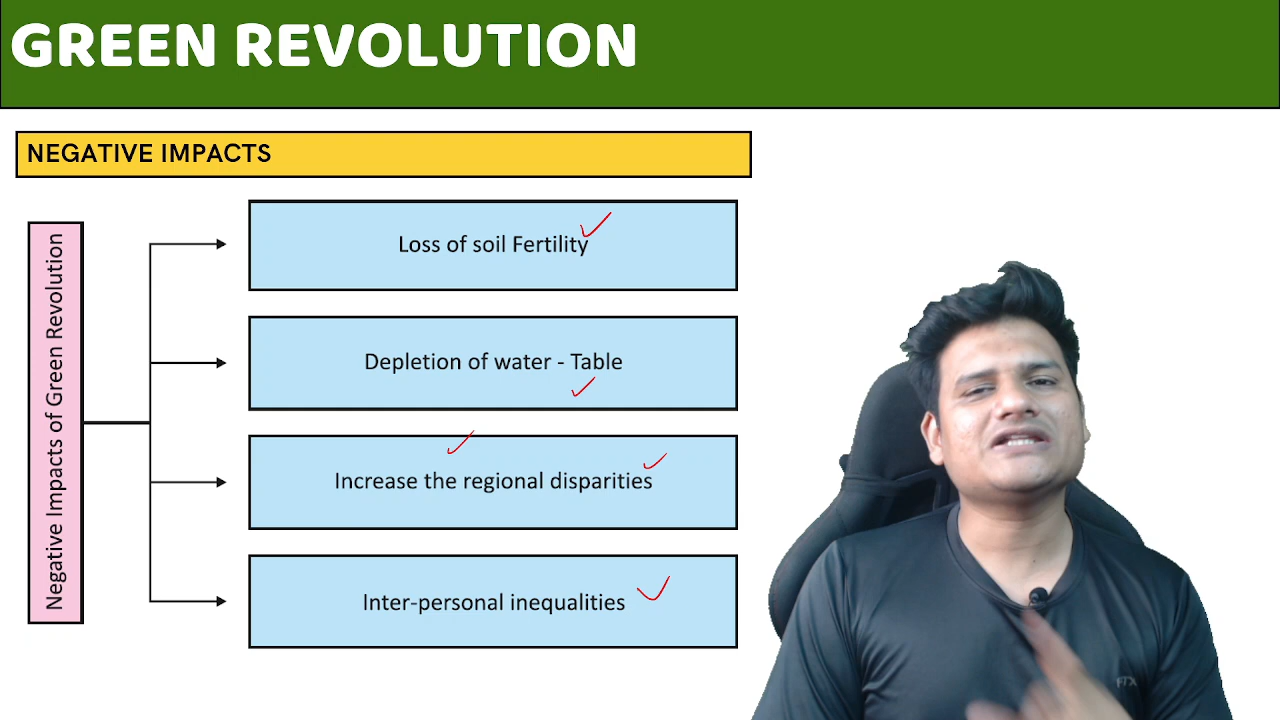 GREEN REVOLUTION
NEGATIVE IMPACTS
Negative Impacts of Green Revolution
Loss of soil Fertility
Depletion of water - Table
Increase the regional disparities
Inter-personal inequalities